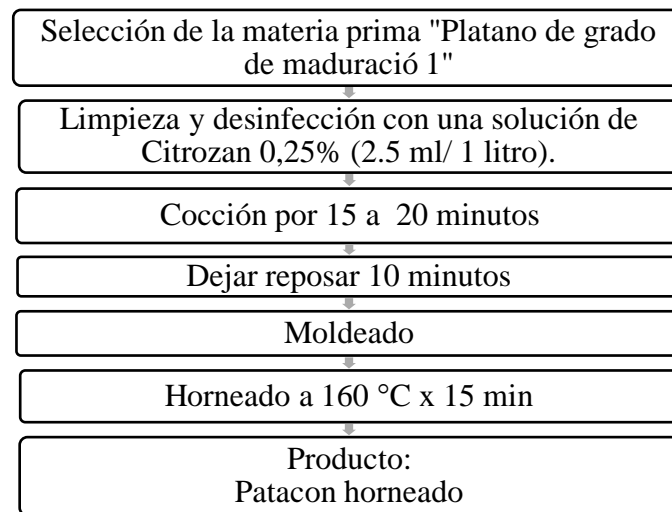 Selección de la materia prima "Platano de grado
de maduració 1"
Limpieza y desinfección con una solución de
Citrozan 0,25% (2.5 ml/ 1 litro).
Cocción por 15 a  20 minutos
Dejar reposar 10 minutos
Moldeado
Horneado a 160 °C x 15 min
Producto:
Patacon horneado